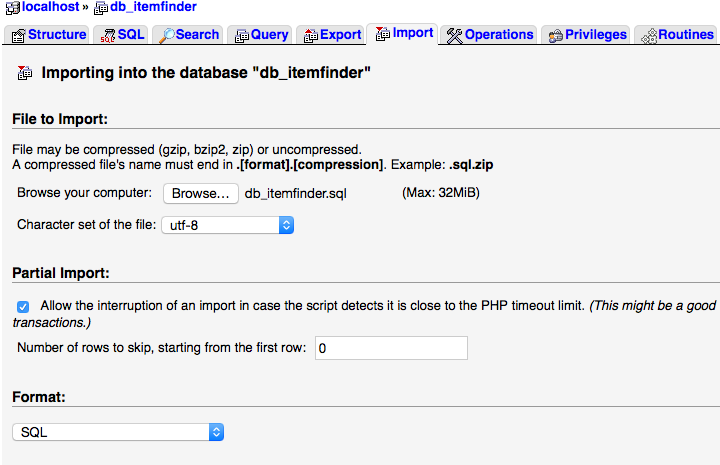 localhost » db_itemfinder
Structure SQL Search Query Export Import Operations Privileges Routines
Importing into the database "db_itemfinder"
File to Import:
File may be compressed (gzip, bzip2, zip) or uncompressed.
A compressed file's name must end in .[format].[compression]. Example: .sql.zip
Browse your computer: Browse... db_itemfinder.sql (Max: 32MiB)
Character set of the file: utf-8
Partial Import:
Allow the interruption of an import in case the script detects it is close to the PHP timeout limit. (This might be a good
transactions.)
Number of rows to skip, starting from the first row: 0
Format:
SQL